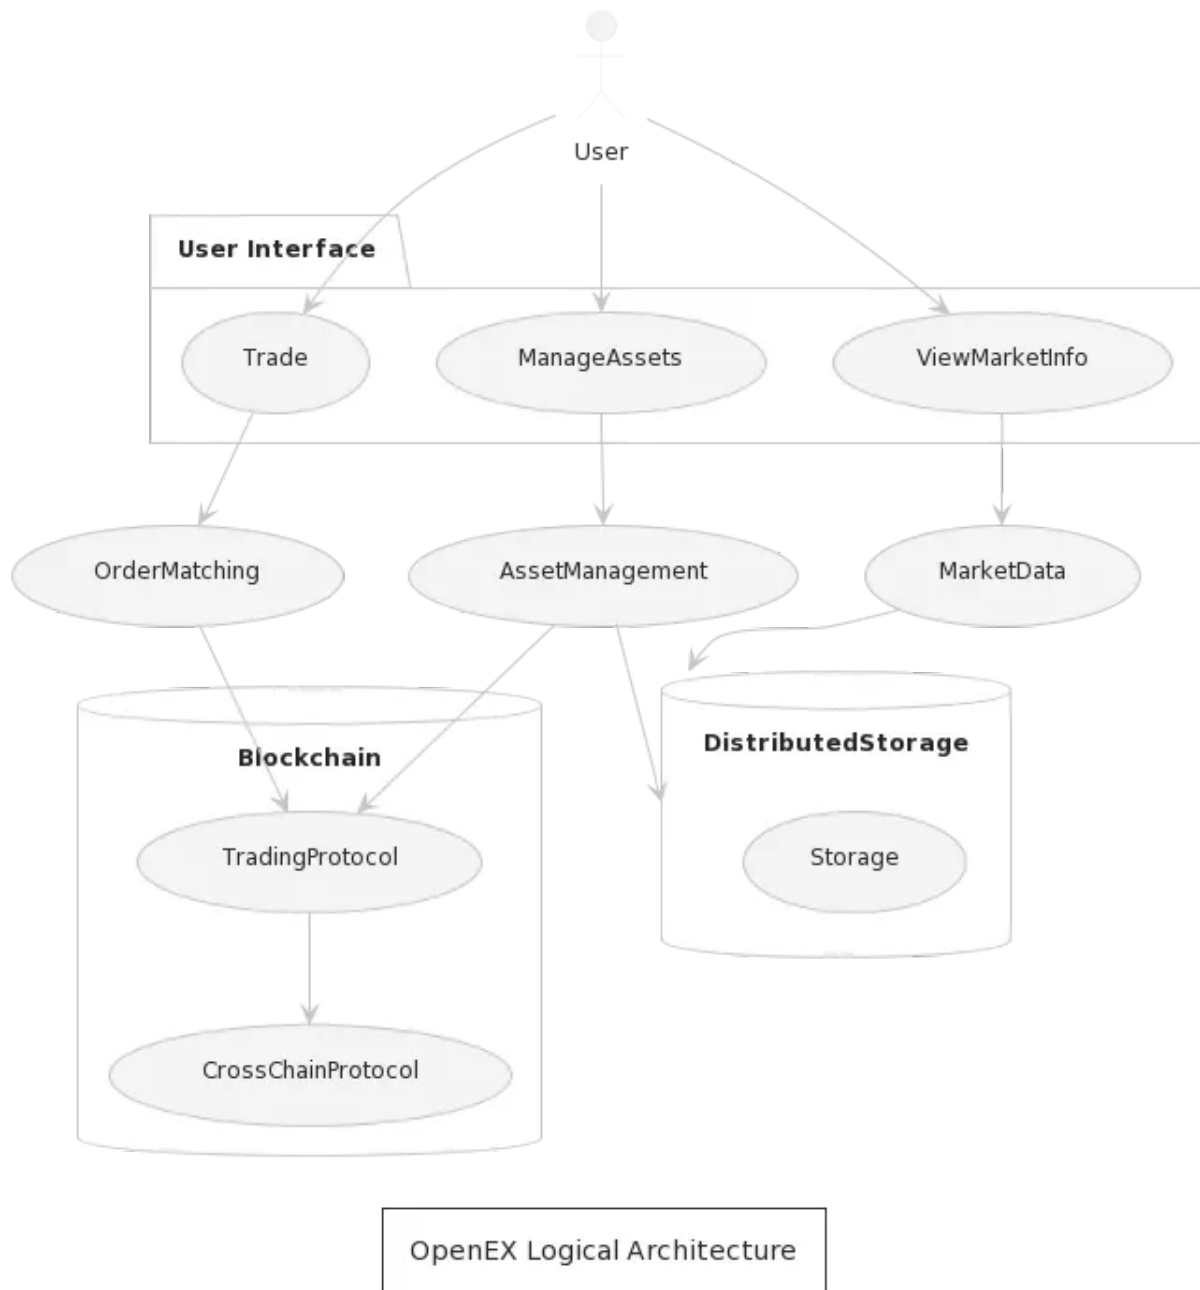 User
User Interface
Trade
ManageAssets
ViewMarketInfo
OrderMatching
AssetManagement
MarketData
Blockchain
DistributedStorage
TradingProtocol
Storage
CrossChainProtocol
OpenEX Logical Architecture